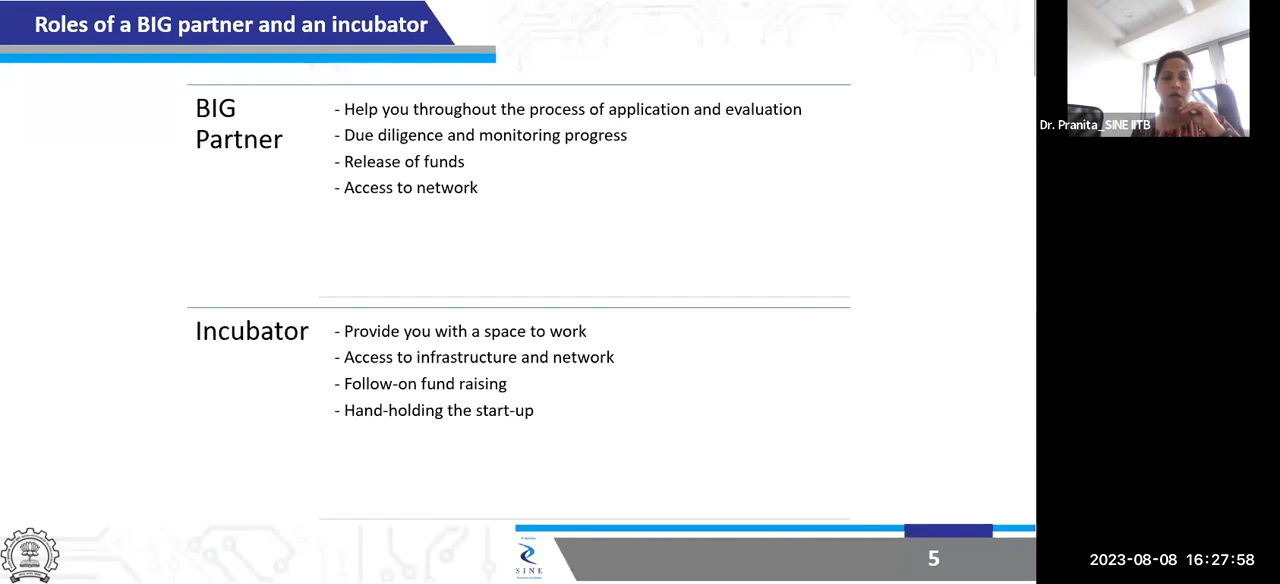 Roles of a BIG partner and an incubator
BIG
Partner
- Help you throughout the process of application and evaluation
- Due diligence and monitoring progress
- Release of funds
- Access to network
Incubator
- Provide you with a space to work
- Access to infrastructure and network
- Follow-on fund raising
- Hand-holding the start-up
SINE
5
Dr. Pranita_SINE IITB
2023-08-08 16:27:58